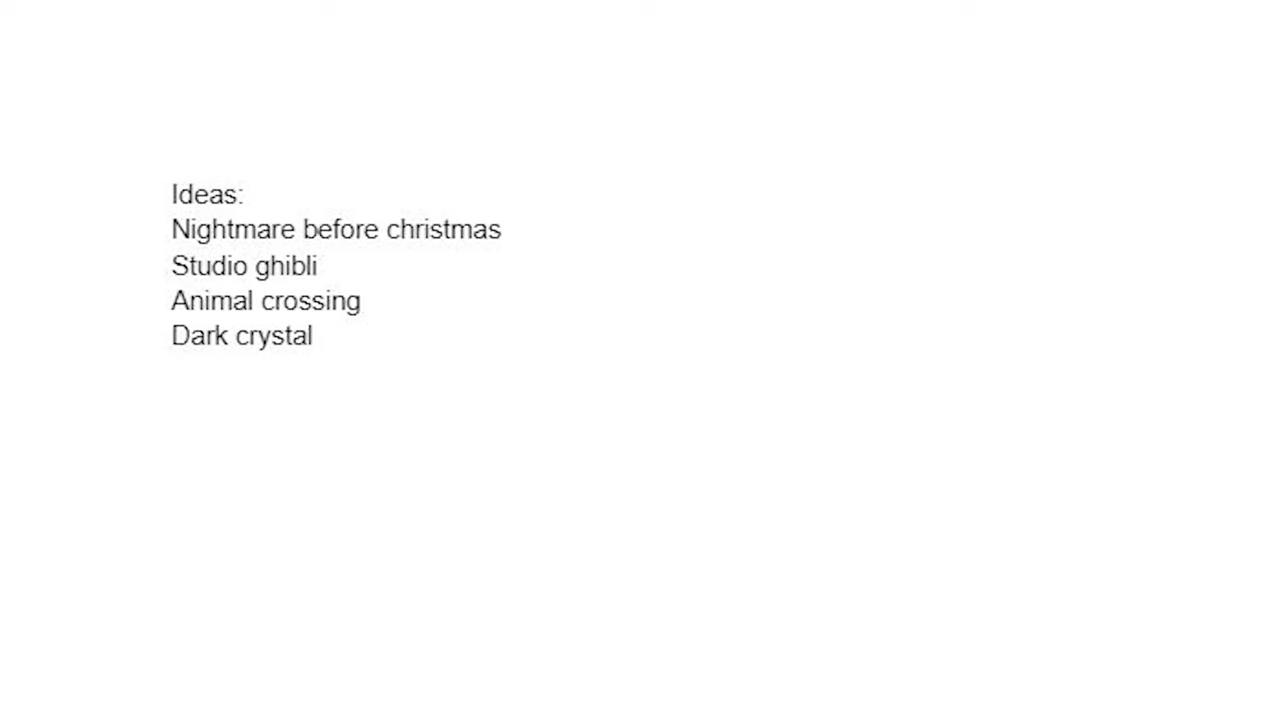 Ideas:
Nightmare before christmas
Studio ghibli
Animal crossing
Dark crystal